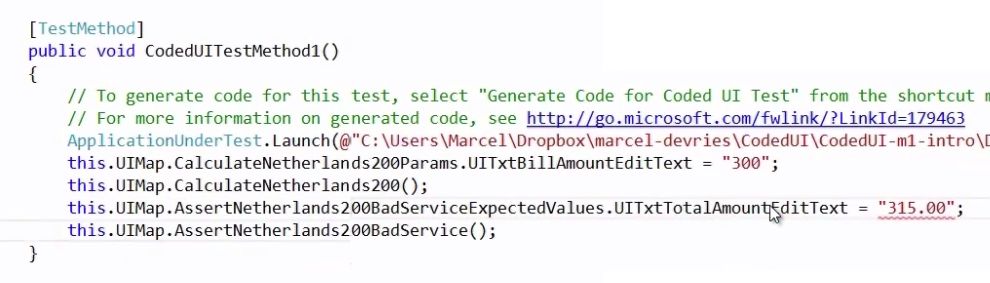 [TestMethod]
public void CodedUITestMethod1()
{
// To generate code for this test, select "Generate Code for Coded UI Test" from the shortcut
// For more information on generated code, see http://go.microsoft.com/fwlink/?LinkId=179463
ApplicationUnderTest.Launch(@"C:\Users\Marcel\Dropbox\marcel-devries\CodedUI\CodedUI-m1-intro\
this.UIMap.CalculateNetherlands200Params.UITxtBillAmountEditText = "300";
this.UIMap.CalculateNetherlands200();
this.UIMap.AssertNetherlands200BadServiceExpectedValues.UITxtTotalAmountEditText = "315.00";
this.UIMap.AssertNetherlands200BadService();
}